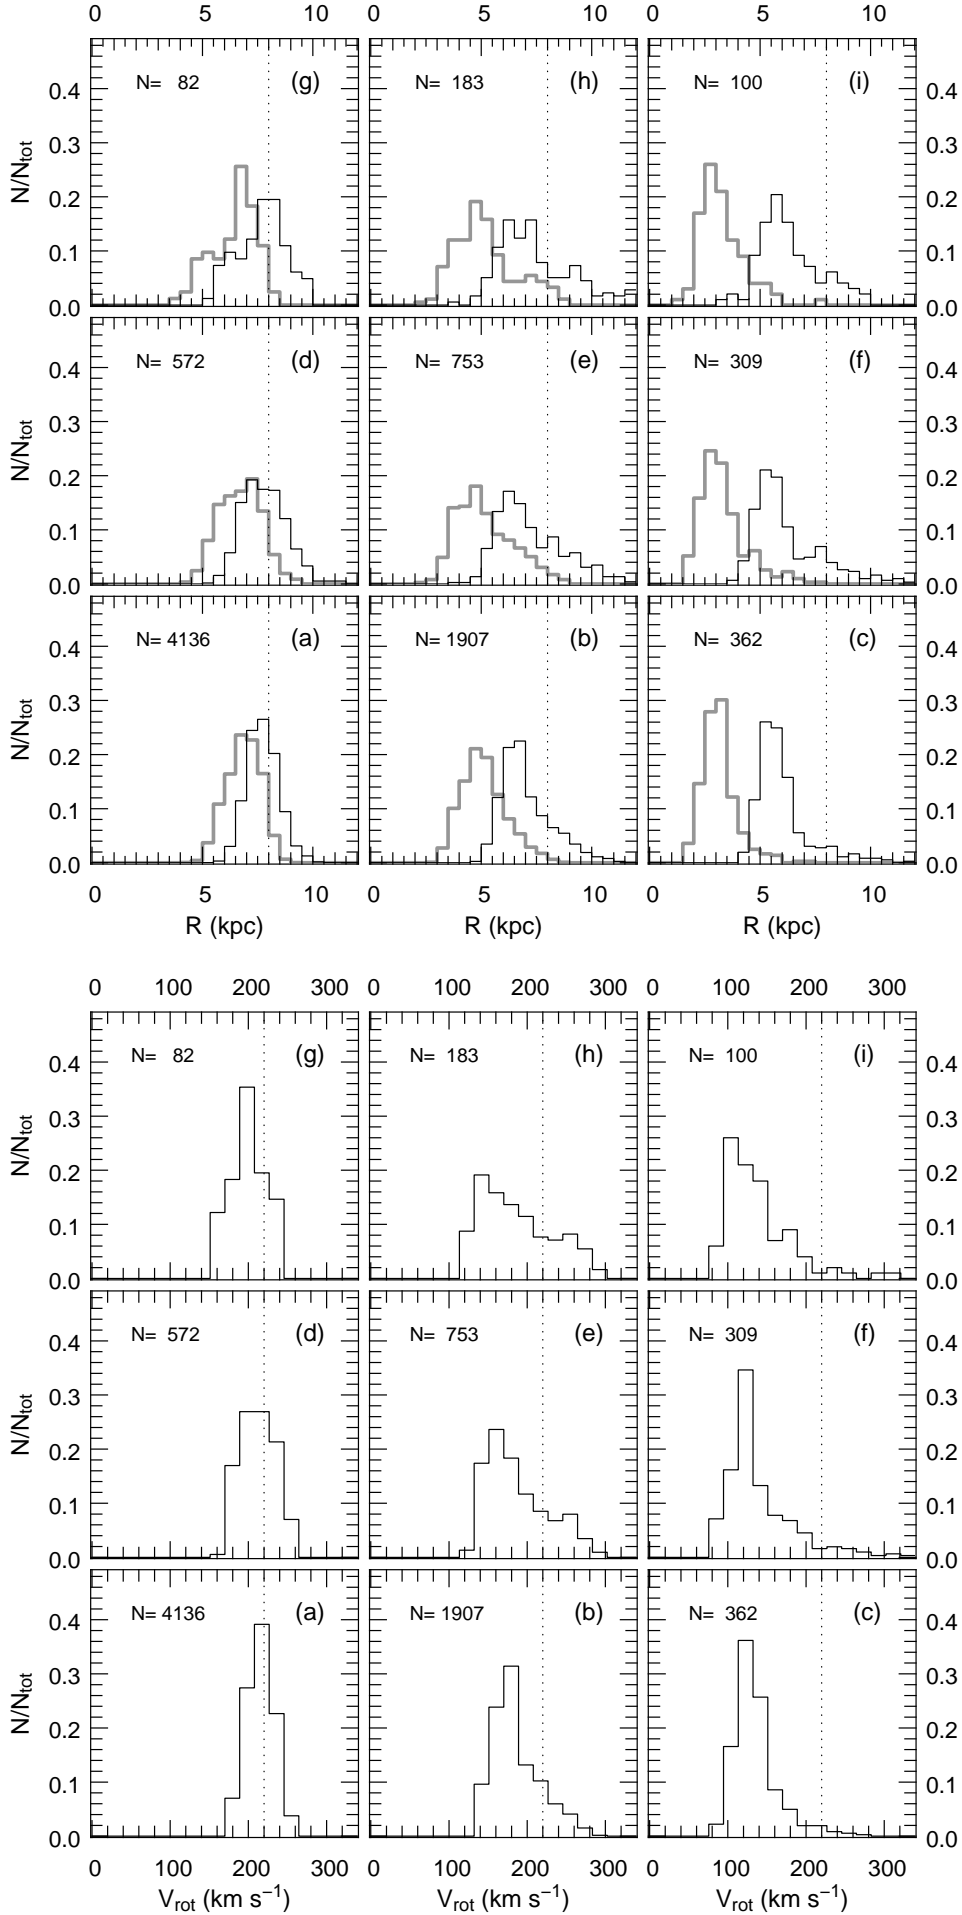 0 5 10 0 5 10 0 5 10
N= 82 (g) N= 183 (h) N= 100 (i)
0.4 0.4
0.3 0.3
N/Ntot
0.2 0.2
0.1 0.1
0.0 0.0
N= 572 (d) N= 753 (e) N= 309 (f)
0.4 0.4
0.3 0.3
N/Ntot
0.2 0.2
0.1 0.1
0.0 0.0
N= 4136 (a) N= 1907 (b) N= 362 (c)
0.4 0.4
0.3 0.3
N/Ntot
0.2 0.2
0.1 0.1
0.0 0.0
0 5 10 0 5 10 0 5 10
R (kpc) R (kpc) R (kpc)
0 100 200 300 0 100 200 300 0 100 200 300
N= 82 (g) N= 183 (h) N= 100 (i)
0.4 0.4
0.3 0.3
N/Ntot
0.2 0.2
0.1 0.1
0.0 0.0
N= 572 (d) N= 753 (e) N= 309 (f)
0.4 0.4
0.3 0.3
N/Ntot
0.2 0.2
0.1 0.1
0.0 0.0
N= 4136 (a) N= 1907 (b) N= 362 (c)
0.4 0.4
0.3 0.3
N/Ntot
0.2 0.2
0.1 0.1
0.0 0.0
0 100 200 300 0 100 200 300 0 100 200 300
Vrot (km s⁻¹) Vrot (km s⁻¹) Vrot (km s⁻¹)